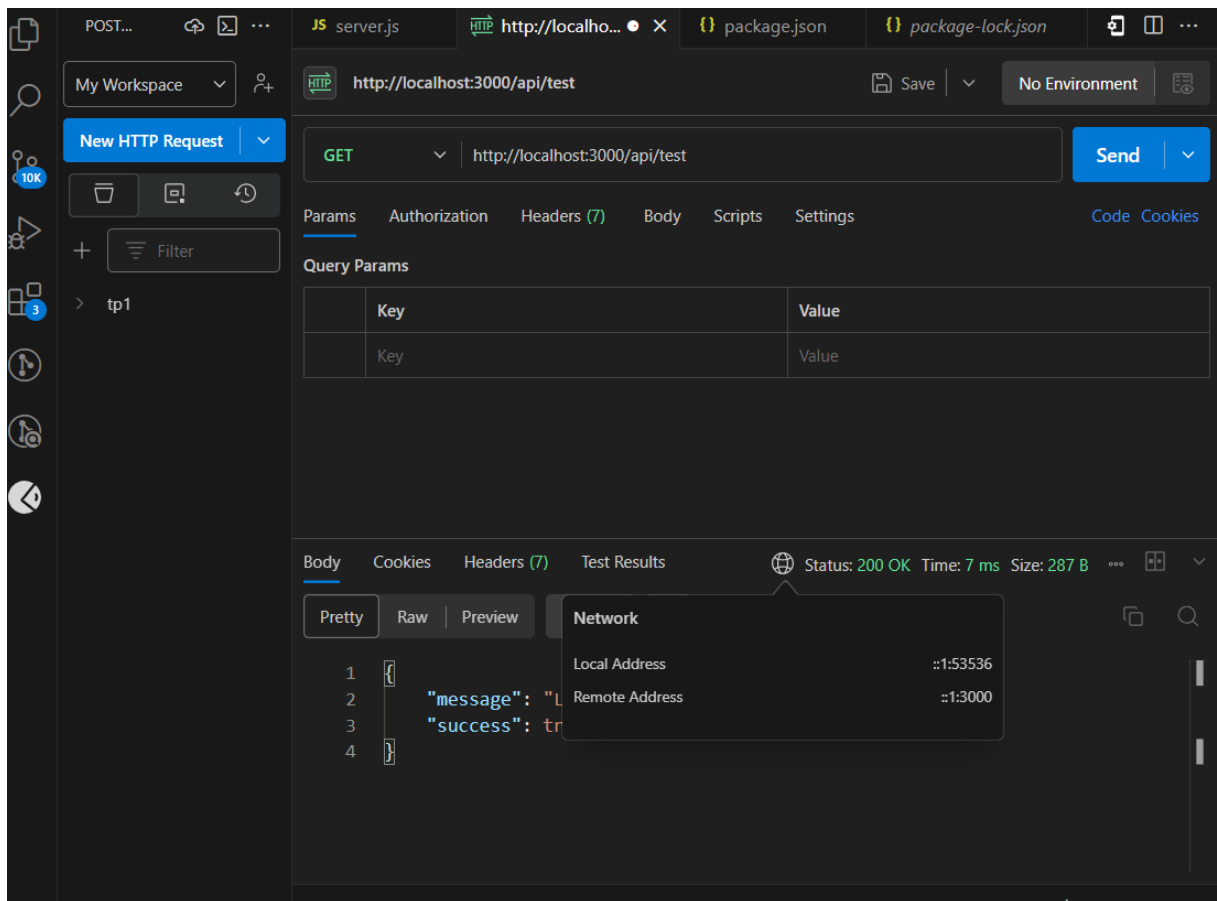 POST... ...
JS server.js HTTP http://localho... ● × {} package.json {} package-lock.json ...
My Workspace
HTTP http://localhost:3000/api/test Save No Environment
New HTTP Request
GET http://localhost:3000/api/test Send
10K
Params Authorization Headers (7) Body Scripts Settings Code Cookies
Filter
Query Params
tp1
3
Key Value
Key Value
Body Cookies Headers (7) Test Results Status: 200 OK Time: 7 ms Size: 287 B
Pretty Raw Preview
Network
Local Address ::1:53536
Remote Address ::1:3000
1 {
2 "message": "L
3 "success": tr
4 }